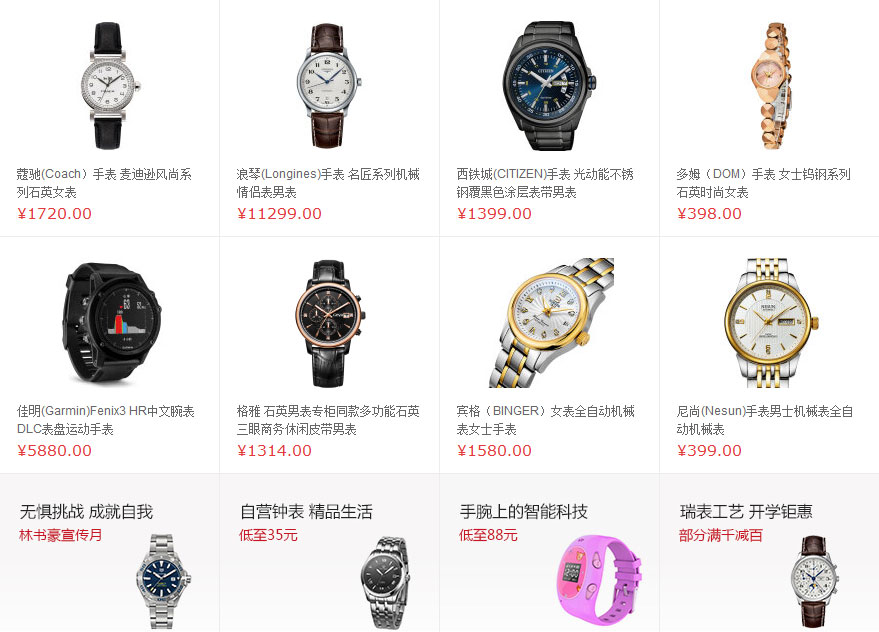 蔻驰(Coach）手表 麦迪逊风尚系
列石英女表
¥1720.00
浪琴(Longines)手表 名匠系列机械
情侣表男表
¥11299.00
西铁城(CITIZEN)手表 光动能不锈
钢覆黑色涂层表带男表
¥1399.00
多姆（DOM）手表 女士钨钢系列
石英时尚女表
¥398.00
佳明(Garmin)Fenix3 HR中文腕表
DLC表盘运动手表
¥5880.00
格雅 石英男表专柜同款多功能石英
三眼商务休闲皮带男表
¥1314.00
宾格（BINGER）女表全自动机械
表女士手表
¥1580.00
NESUN
尼尚(Nesun)手表男士机械表全自
动机械表
¥399.00
无惧挑战 成就自我
林书豪宣传月
自营钟表 精品生活
低至35元
手腕上的智能科技
低至88元
瑞表工艺 开学钜惠
部分满千减百